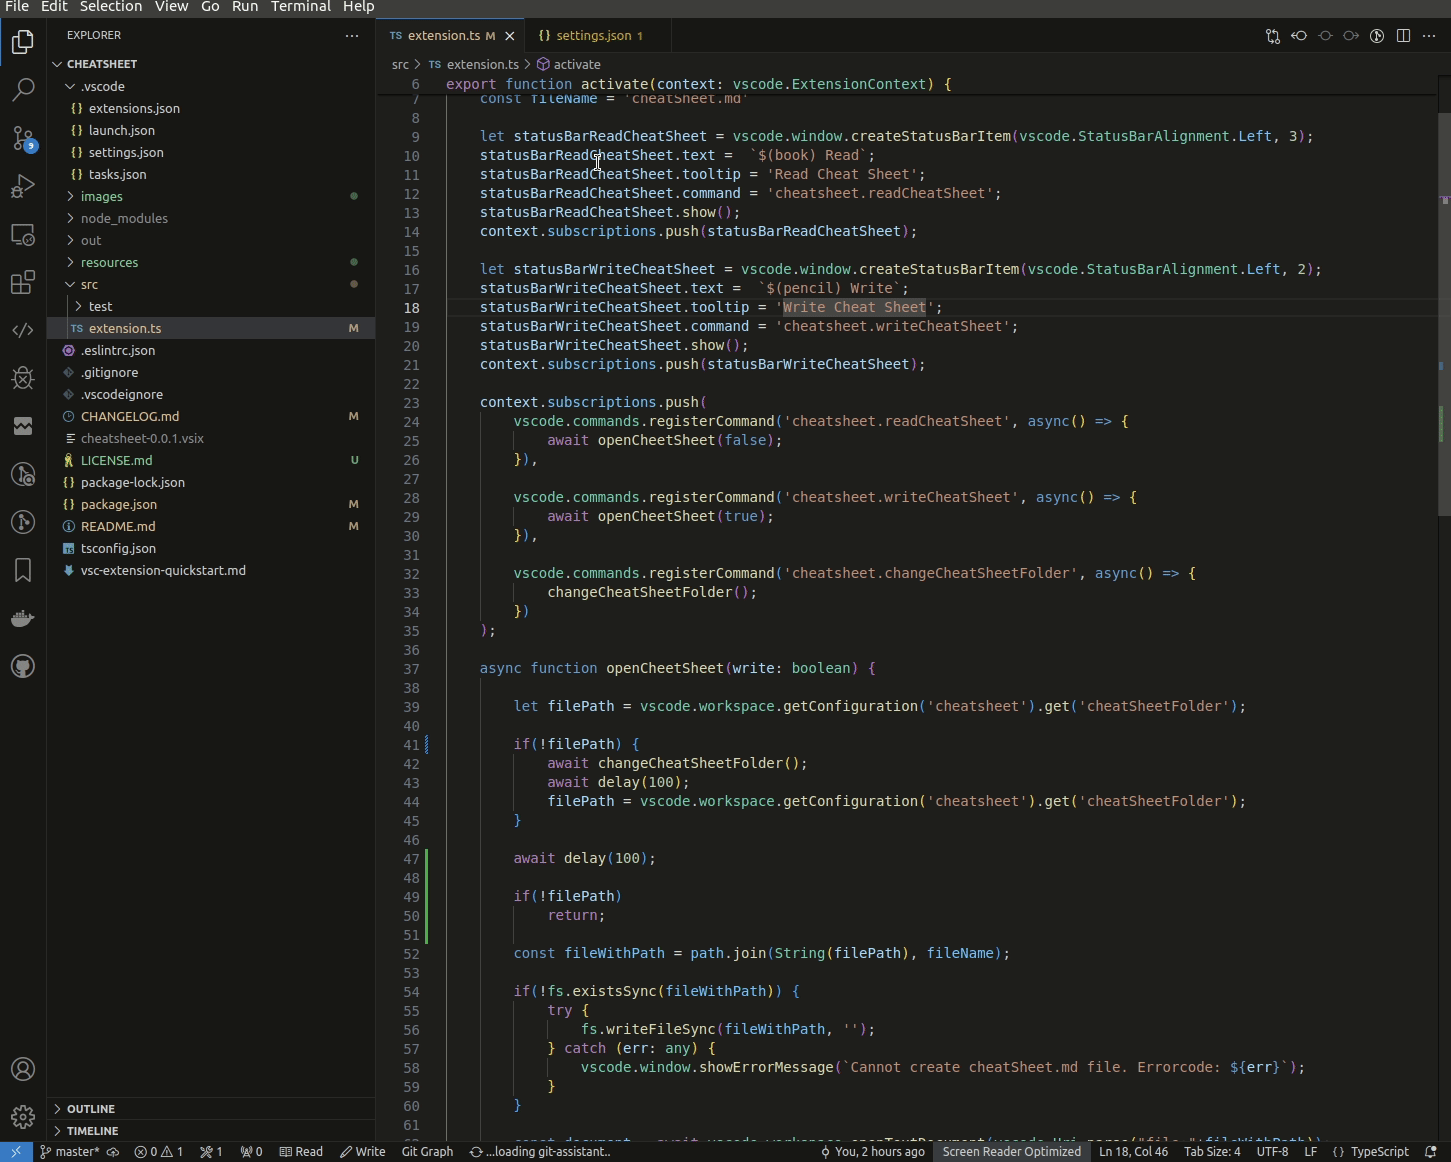 File Edit Selection View Go Run Terminal Help
EXPLORER
CHEATSHEET
.vscode
{} extensions.json
{} launch.json
{} settings.json
{} tasks.json
images
node_modules
out
resources
src
test
TS extension.ts M
.eslintrc.json
.gitignore
.vscodeignore
CHANGELOG.md M
cheatsheet-0.0.1.vsix
LICENSE.md U
{} package-lock.json
{} package.json M
README.md M
tsconfig.json
vsc-extension-quickstart.md
OUTLINE
TIMELINE
9
TS extension.ts M
{} settings.json 1
src > TS extension.ts > activate
6 export function activate(context: vscode.ExtensionContext) {
7 const fileName = 'cheatSheet.md'
8
9 let statusBarReadCheatSheet = vscode.window.createStatusBarItem(vscode.StatusBarAlignment.Left, 3);
10 statusBarReadCheatSheet.text =  `$(book) Read`;
11 statusBarReadCheatSheet.tooltip = 'Read Cheat Sheet';
12 statusBarReadCheatSheet.command = 'cheatsheet.readCheatSheet';
13 statusBarReadCheatSheet.show();
14 context.subscriptions.push(statusBarReadCheatSheet);
15
16 let statusBarWriteCheatSheet = vscode.window.createStatusBarItem(vscode.StatusBarAlignment.Left, 2);
17 statusBarWriteCheatSheet.text =  `$(pencil) Write`;
18 statusBarWriteCheatSheet.tooltip = 'Write Cheat Sheet';
19 statusBarWriteCheatSheet.command = 'cheatsheet.writeCheatSheet';
20 statusBarWriteCheatSheet.show();
21 context.subscriptions.push(statusBarWriteCheatSheet);
22
23 context.subscriptions.push(
24 vscode.commands.registerCommand('cheatsheet.readCheatSheet', async() => {
25 await openCheetSheet(false);
26 }),
27
28 vscode.commands.registerCommand('cheatsheet.writeCheatSheet', async() => {
29 await openCheetSheet(true);
30 }),
31
32 vscode.commands.registerCommand('cheatsheet.changeCheatSheetFolder', async() => {
33 changeCheatSheetFolder();
34 })
35 );
36
37 async function openCheetSheet(write: boolean) {
38
39 let filePath = vscode.workspace.getConfiguration('cheatsheet').get('cheatSheetFolder');
40
41 if(!filePath) {
42 await changeCheatSheetFolder();
43 await delay(100);
44 filePath = vscode.workspace.getConfiguration('cheatsheet').get('cheatSheetFolder');
45 }
46
47 await delay(100);
48
49 if(!filePath)
50 return;
51
52 const fileWithPath = path.join(String(filePath), fileName);
53
54 if(!fs.existsSync(fileWithPath)) {
55 try {
56 fs.writeFileSync(fileWithPath, '');
57 } catch (err: any) {
58 vscode.window.showErrorMessage(`Cannot create cheatSheet.md file. Errorcode: ${err}`);
59 }
60 }
61
master* 0 1 1 0 Read Write Git Graph ...loading git-assistant.. You, 2 hours ago Screen Reader Optimized Ln 18, Col 46 Tab Size: 4 UTF-8 LF {} TypeScript